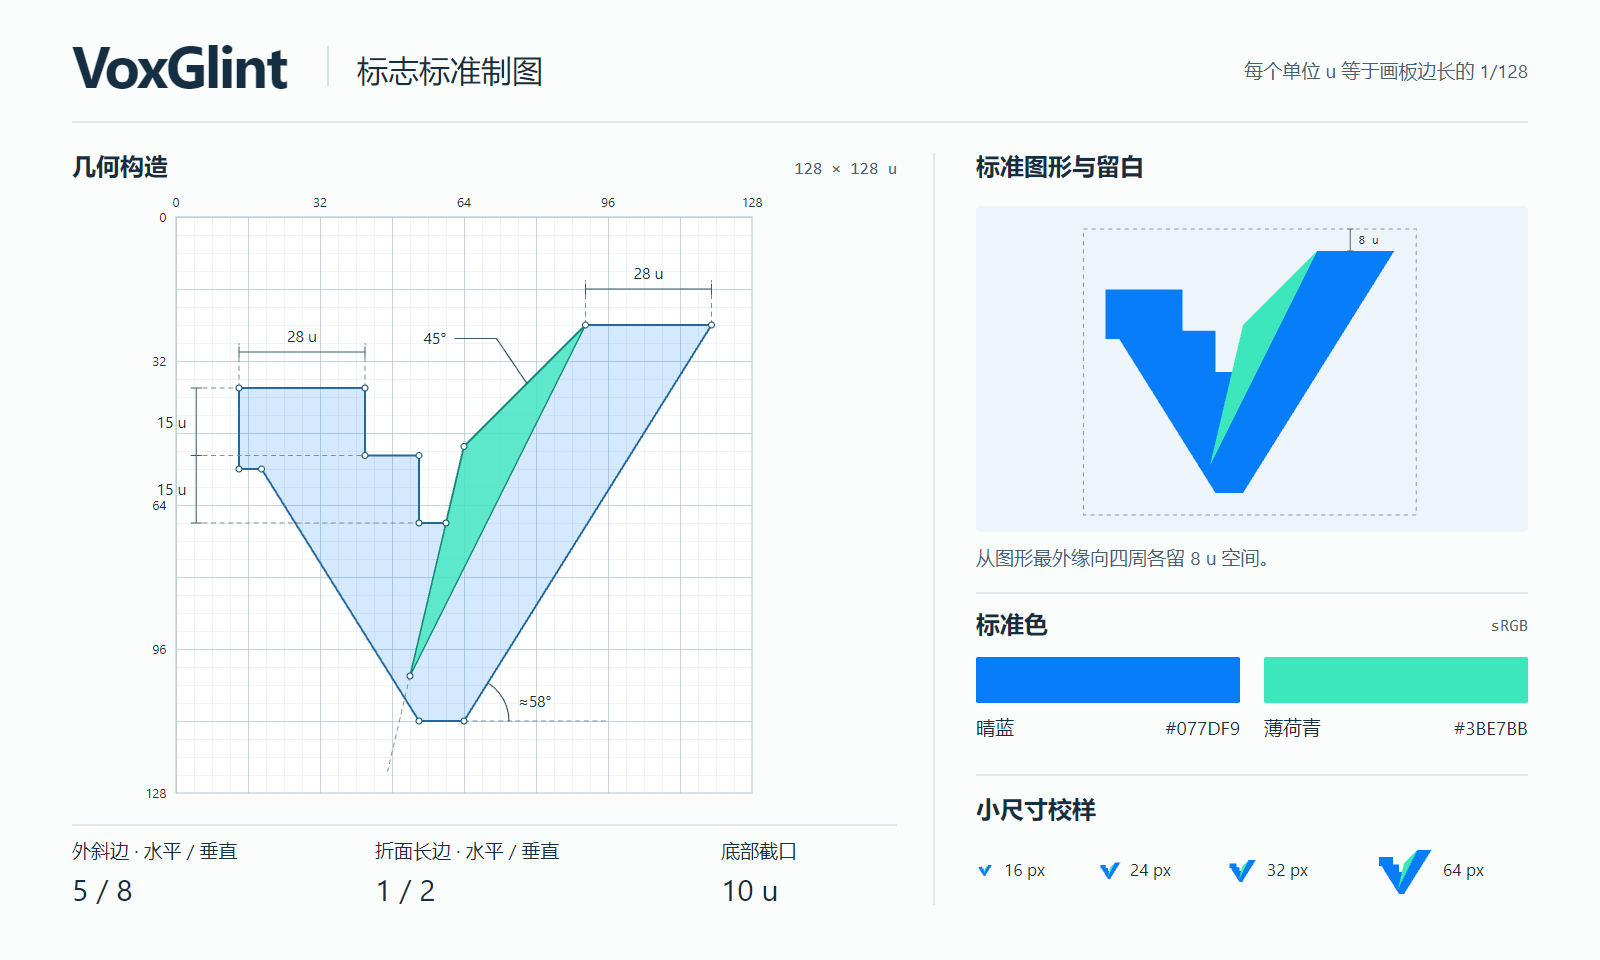 VoxGlint
标志标准制图
每个单位 u 等于画板边长的 1/128
几何构造
128 × 128 u
0
32
64
96
128
0
28 u
28 u
45°
32
15 u
15 u
64
96
≈58°
128
外斜边 · 水平 / 垂直
5 / 8
折面长边 · 水平 / 垂直
1 / 2
底部截口
10 u
标准图形与留白
8 u
从图形最外缘向四周各留 8 u 空间。
标准色
sRGB
晴蓝
#077DF9
薄荷青
#3BE7BB
小尺寸校样
16 px
24 px
32 px
64 px